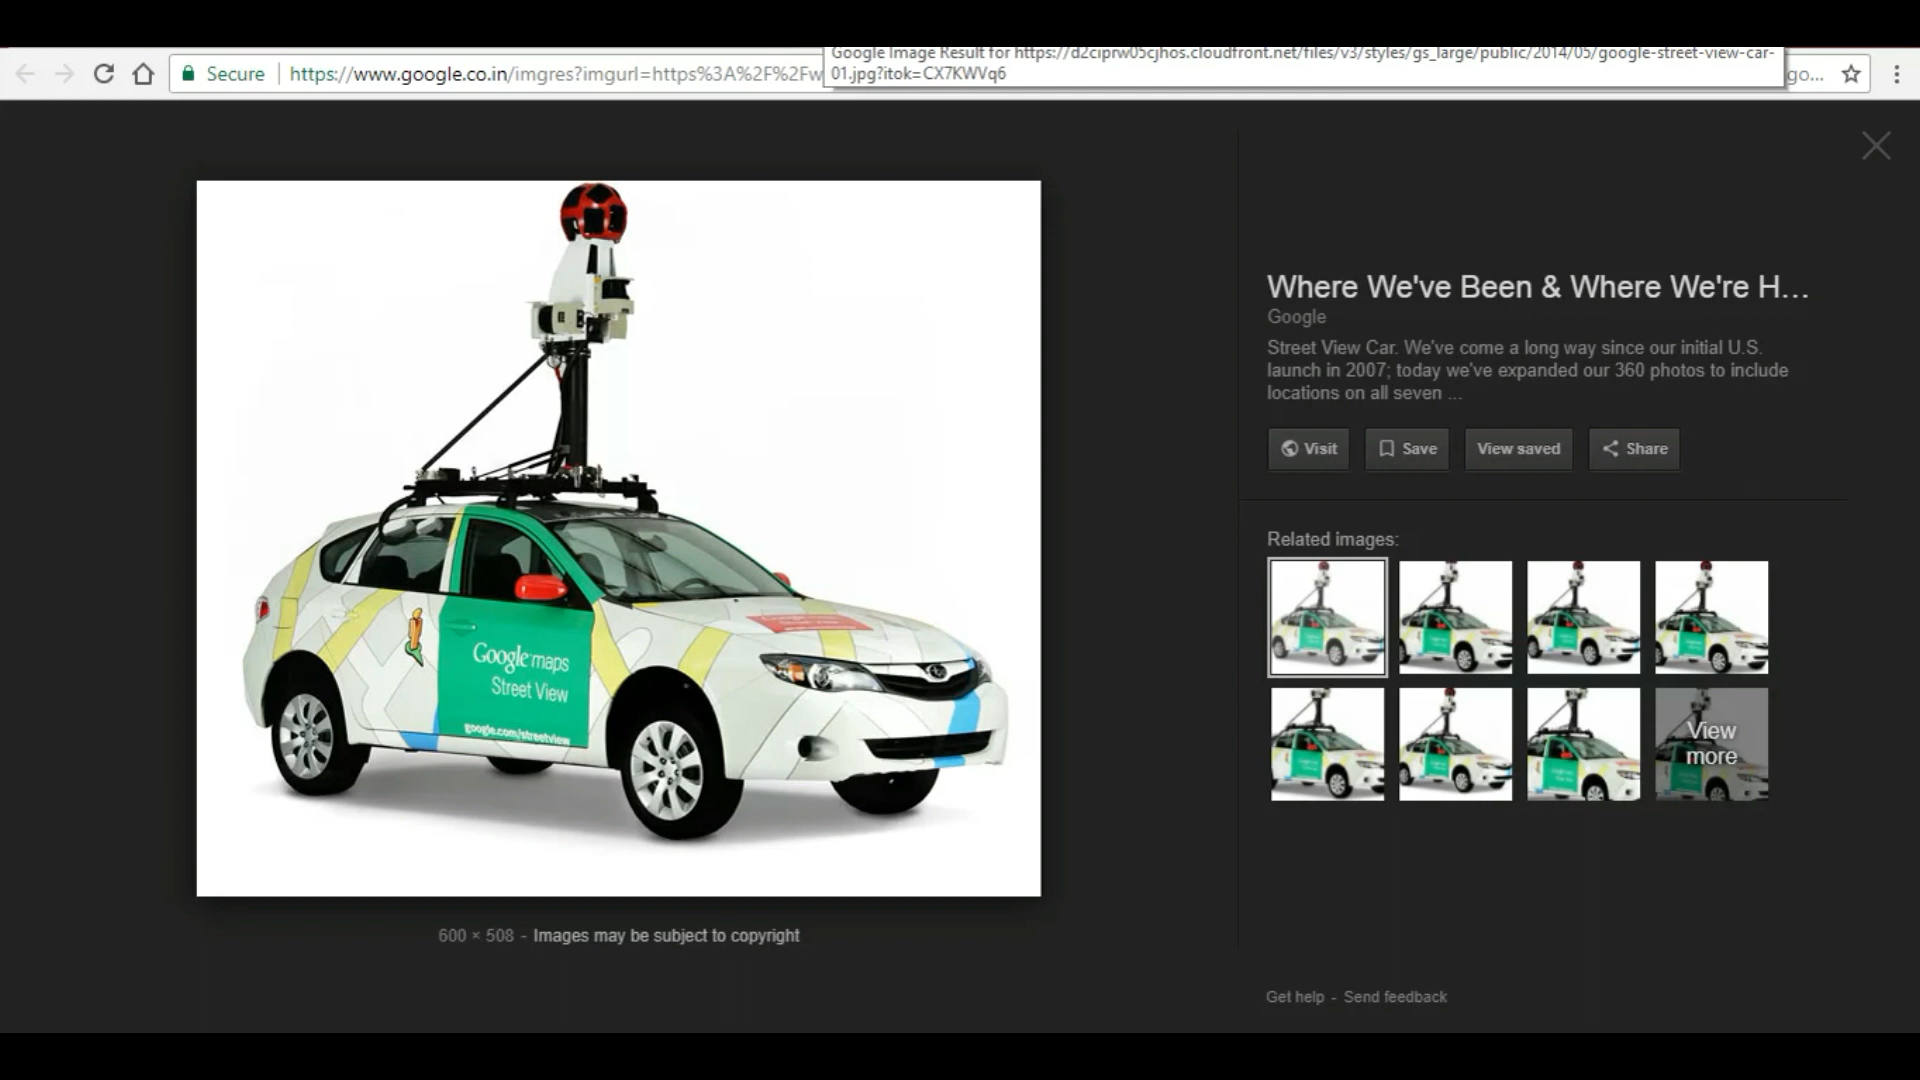 Google Image Result for https://d2ciprw05cjhos.cloudfront.net/files/v3/styles/gs_large/public/2014/05/google-street-view-car-
01.jpg?itok=CX7KWVq6
Secure https://www.google.co.in/imgres?imgurl=https%3A%2F%2Fw go...
Where We've Been & Where We're H...
Google
Street View Car. We've come a long way since our initial U.S.
launch in 2007; today we've expanded our 360 photos to include
locations on all seven ...
Visit Save View saved Share
Related images:
View
more
Google maps
Street View
google.com/streetview
600 × 508 - Images may be subject to copyright
Get help - Send feedback